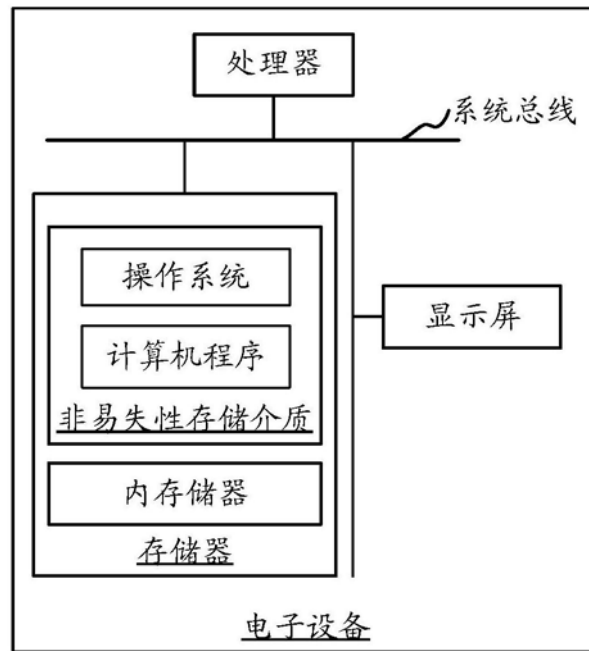 处理器
系统总线
操作系统
计算机程序
非易失性存储介质
显示屏
内存储器
存储器
电子设备